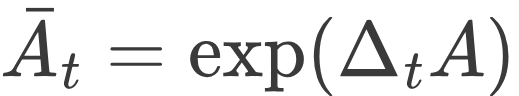 Ā_t = exp(Δ_t A)